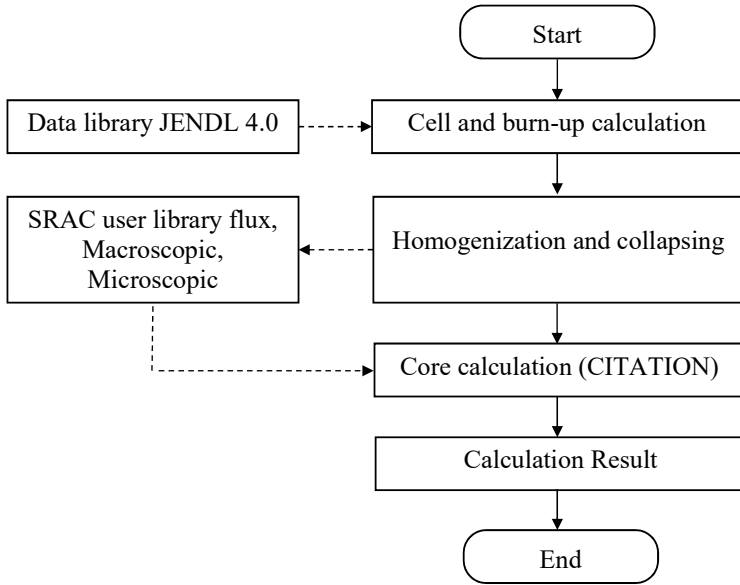 Start
Data library JENDL 4.0
Cell and burn-up calculation
SRAC user library flux,
Macroscopic,
Microscopic
Homogenization and collapsing
Core calculation (CITATION)
Calculation Result
End